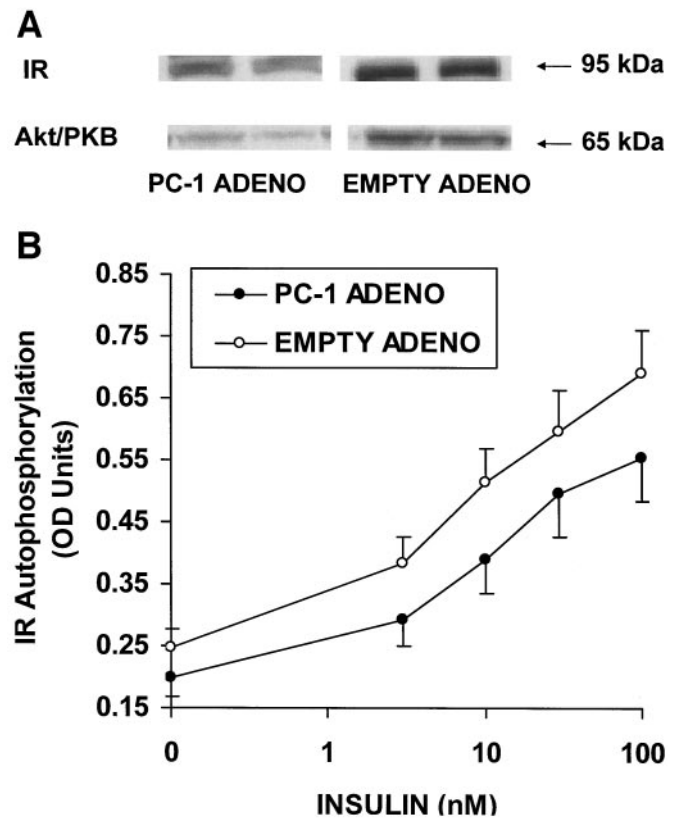 A
IR
95 kDa
Akt/PKB
65 kDa
PC-1 ADENO EMPTY ADENO
B
0.85
PC-1 ADENO
0.75
EMPTY ADENO
0.65
0.55
0.45
0.35
0.25
0.15
IR Autophosphorylation
(OD Units)
0 1 10 100
INSULIN (nM)